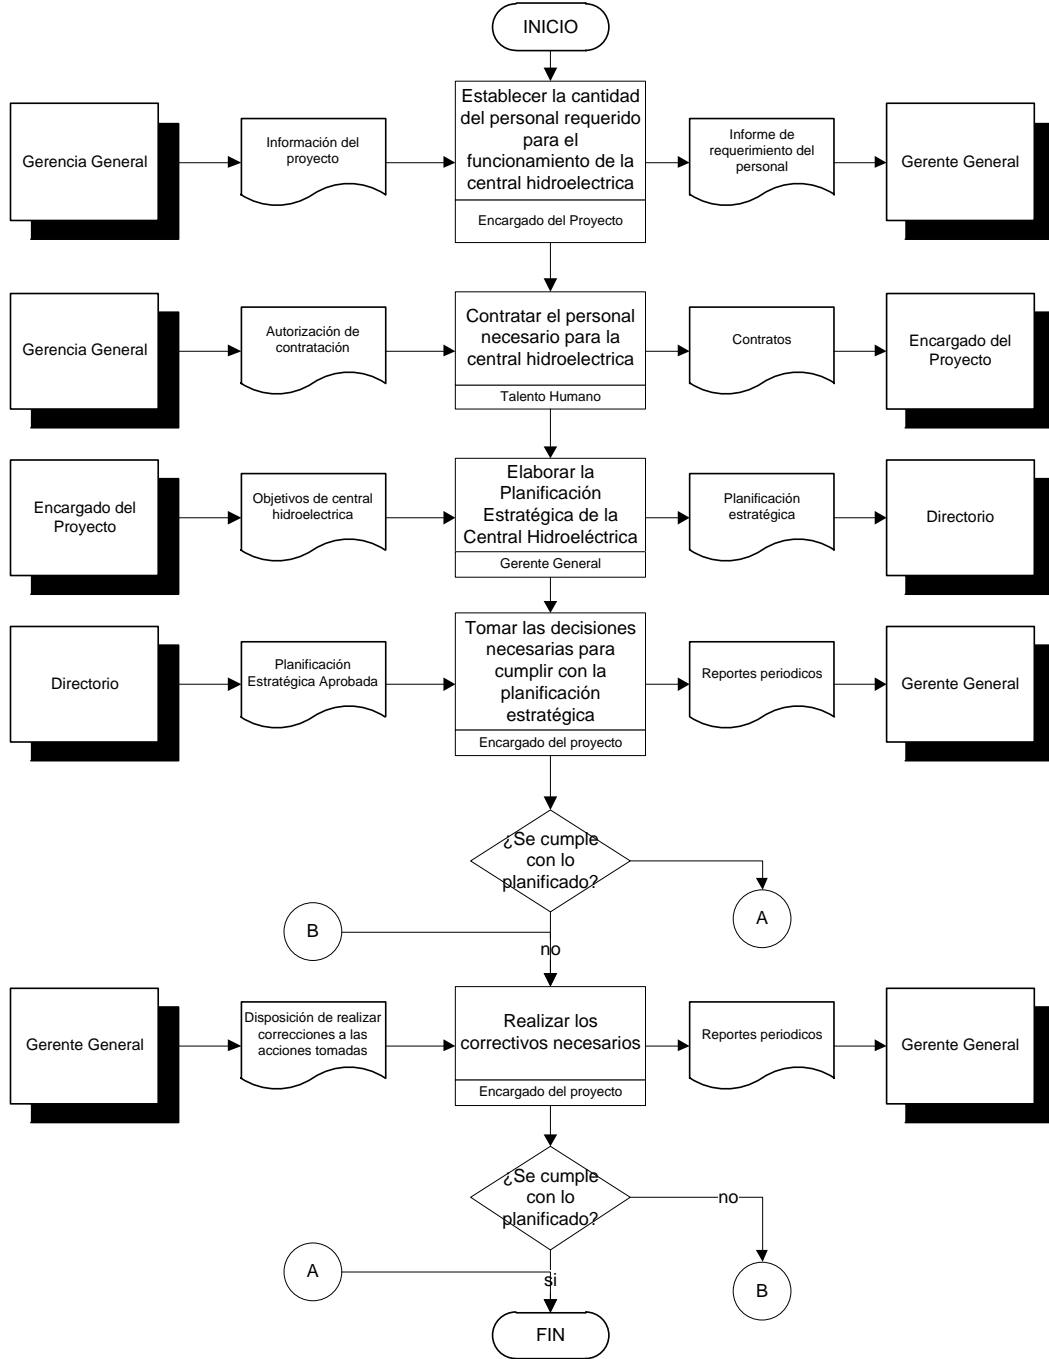 INICIO
Gerencia General
Información del
proyecto
Establecer la cantidad
del personal requerido
para el
funcionamiento de la
central hidroelectrica
Encargado del Proyecto
Informe de
requerimiento del
personal
Gerente General
Gerencia General
Autorización de
contratación
Contratar el personal
necesario para la
central hidroelectrica
Talento Humano
Contratos
Encargado del
Proyecto
Encargado del
Proyecto
Objetivos de central
hidroelectrica
Elaborar la
Planificación
Estratégica de la
Central Hidroeléctrica
Gerente General
Planificación
estratégica
Directorio
Directorio
Planificación
Estratégica Aprobada
Tomar las decisiones
necesarias para
cumplir con la
planificación
estratégica
Encargado del proyecto
Reportes periodicos
Gerente General
¿Se cumple
con lo
planificado?
A
B
no
Gerente General
Disposición de realizar
correcciones a las
acciones tomadas
Realizar los
correctivos necesarios
Encargado del proyecto
Reportes periodicos
Gerente General
¿Se cumple
con lo
planificado?
no
A
si
B
FIN